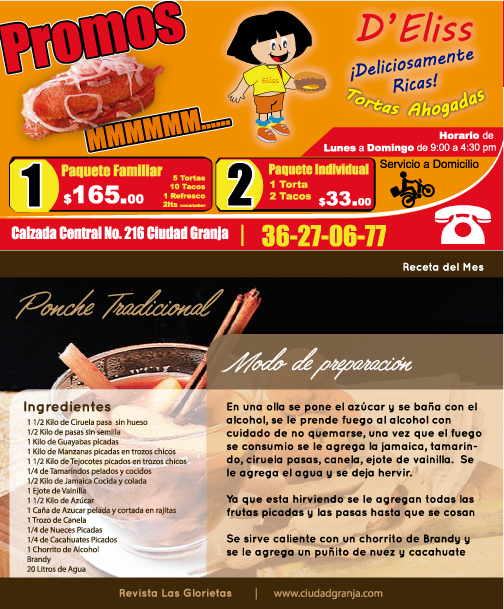 Promos
MMMMMM.....
Eliss
D'Eliss
¡Deliciosamente
Ricas!
Tortas Ahogadas
Horario de
Lunes a Domingo de 9:00 a 4:30 pm
Servicio a Domicilio
1
Paquete Familiar
$165.00
5 Tortas
10 Tacos
1 Refresco
2lts
2
Paquete Individual
1 Torta
2 Tacos
$33.00
Calzada Central No. 216 Ciudad Granja | 36-27-06-77
Receta del Mes
Ponche Tradicional
Modo de preparación
Ingredientes
1 1/2 Kilo de Ciruela pasa sin hueso
1/2 Kilo de pasas sin semilla
1 Kilo de Guayabas picadas
1 Kilo de Manzanas picadas en trozos chicos
1 1/2 Kilo de Tejocotes picados en trozos chicos
1/4 de Tamarindos pelados y cocidos
1/2 Kilo de Jamaica Cocida y colada
1 Ejote de Vainilla
1 1/2 Kilo de Azúcar
1 Caña de Azucar pelada y cortada en rajitas
1 Trozo de Canela
1/4 de Nueces Picadas
1/4 de Cacahuates Picados
1 Chorrito de Alcohol
Brandy
20 Litros de Agua
En una olla se pone el azúcar y se baña con el
alcohol, se le prende fuego al alcohol con
cuidado de no quemarse, una vez que el fuego
se consumio se le agrega la jamaica, tamarin-
do, ciruela pasas, canela, ejote de vainilla. Se
le agrega el agua y se deja hervir.
Ya que esta hirviendo se le agregan todas las
frutas picadas y las pasas hasta que se cosan
Se sirve caliente con un chorrito de Brandy y
se le agrega un puñito de nuez y cacahuate
Revista Las Glorietas | www.ciudadgranja.com